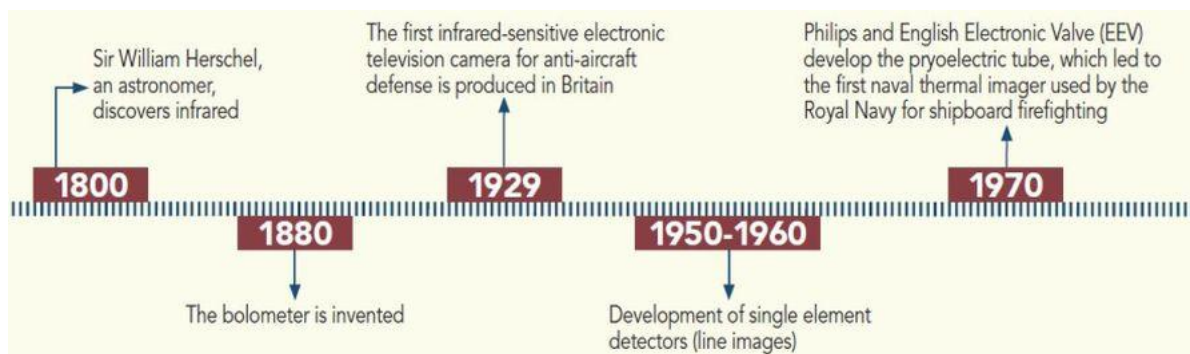 Sir William Herschel,
an astronomer,
discovers infrared
1800
1880
The bolometer is invented
The first infrared-sensitive electronic
television camera for anti-aircraft
defense is produced in Britain
1929
1950-1960
Development of single element
detectors (line images)
Philips and English Electronic Valve (EEV)
develop the pryoelectric tube, which led to
the first naval thermal imager used by the
Royal Navy for shipboard firefighting
1970